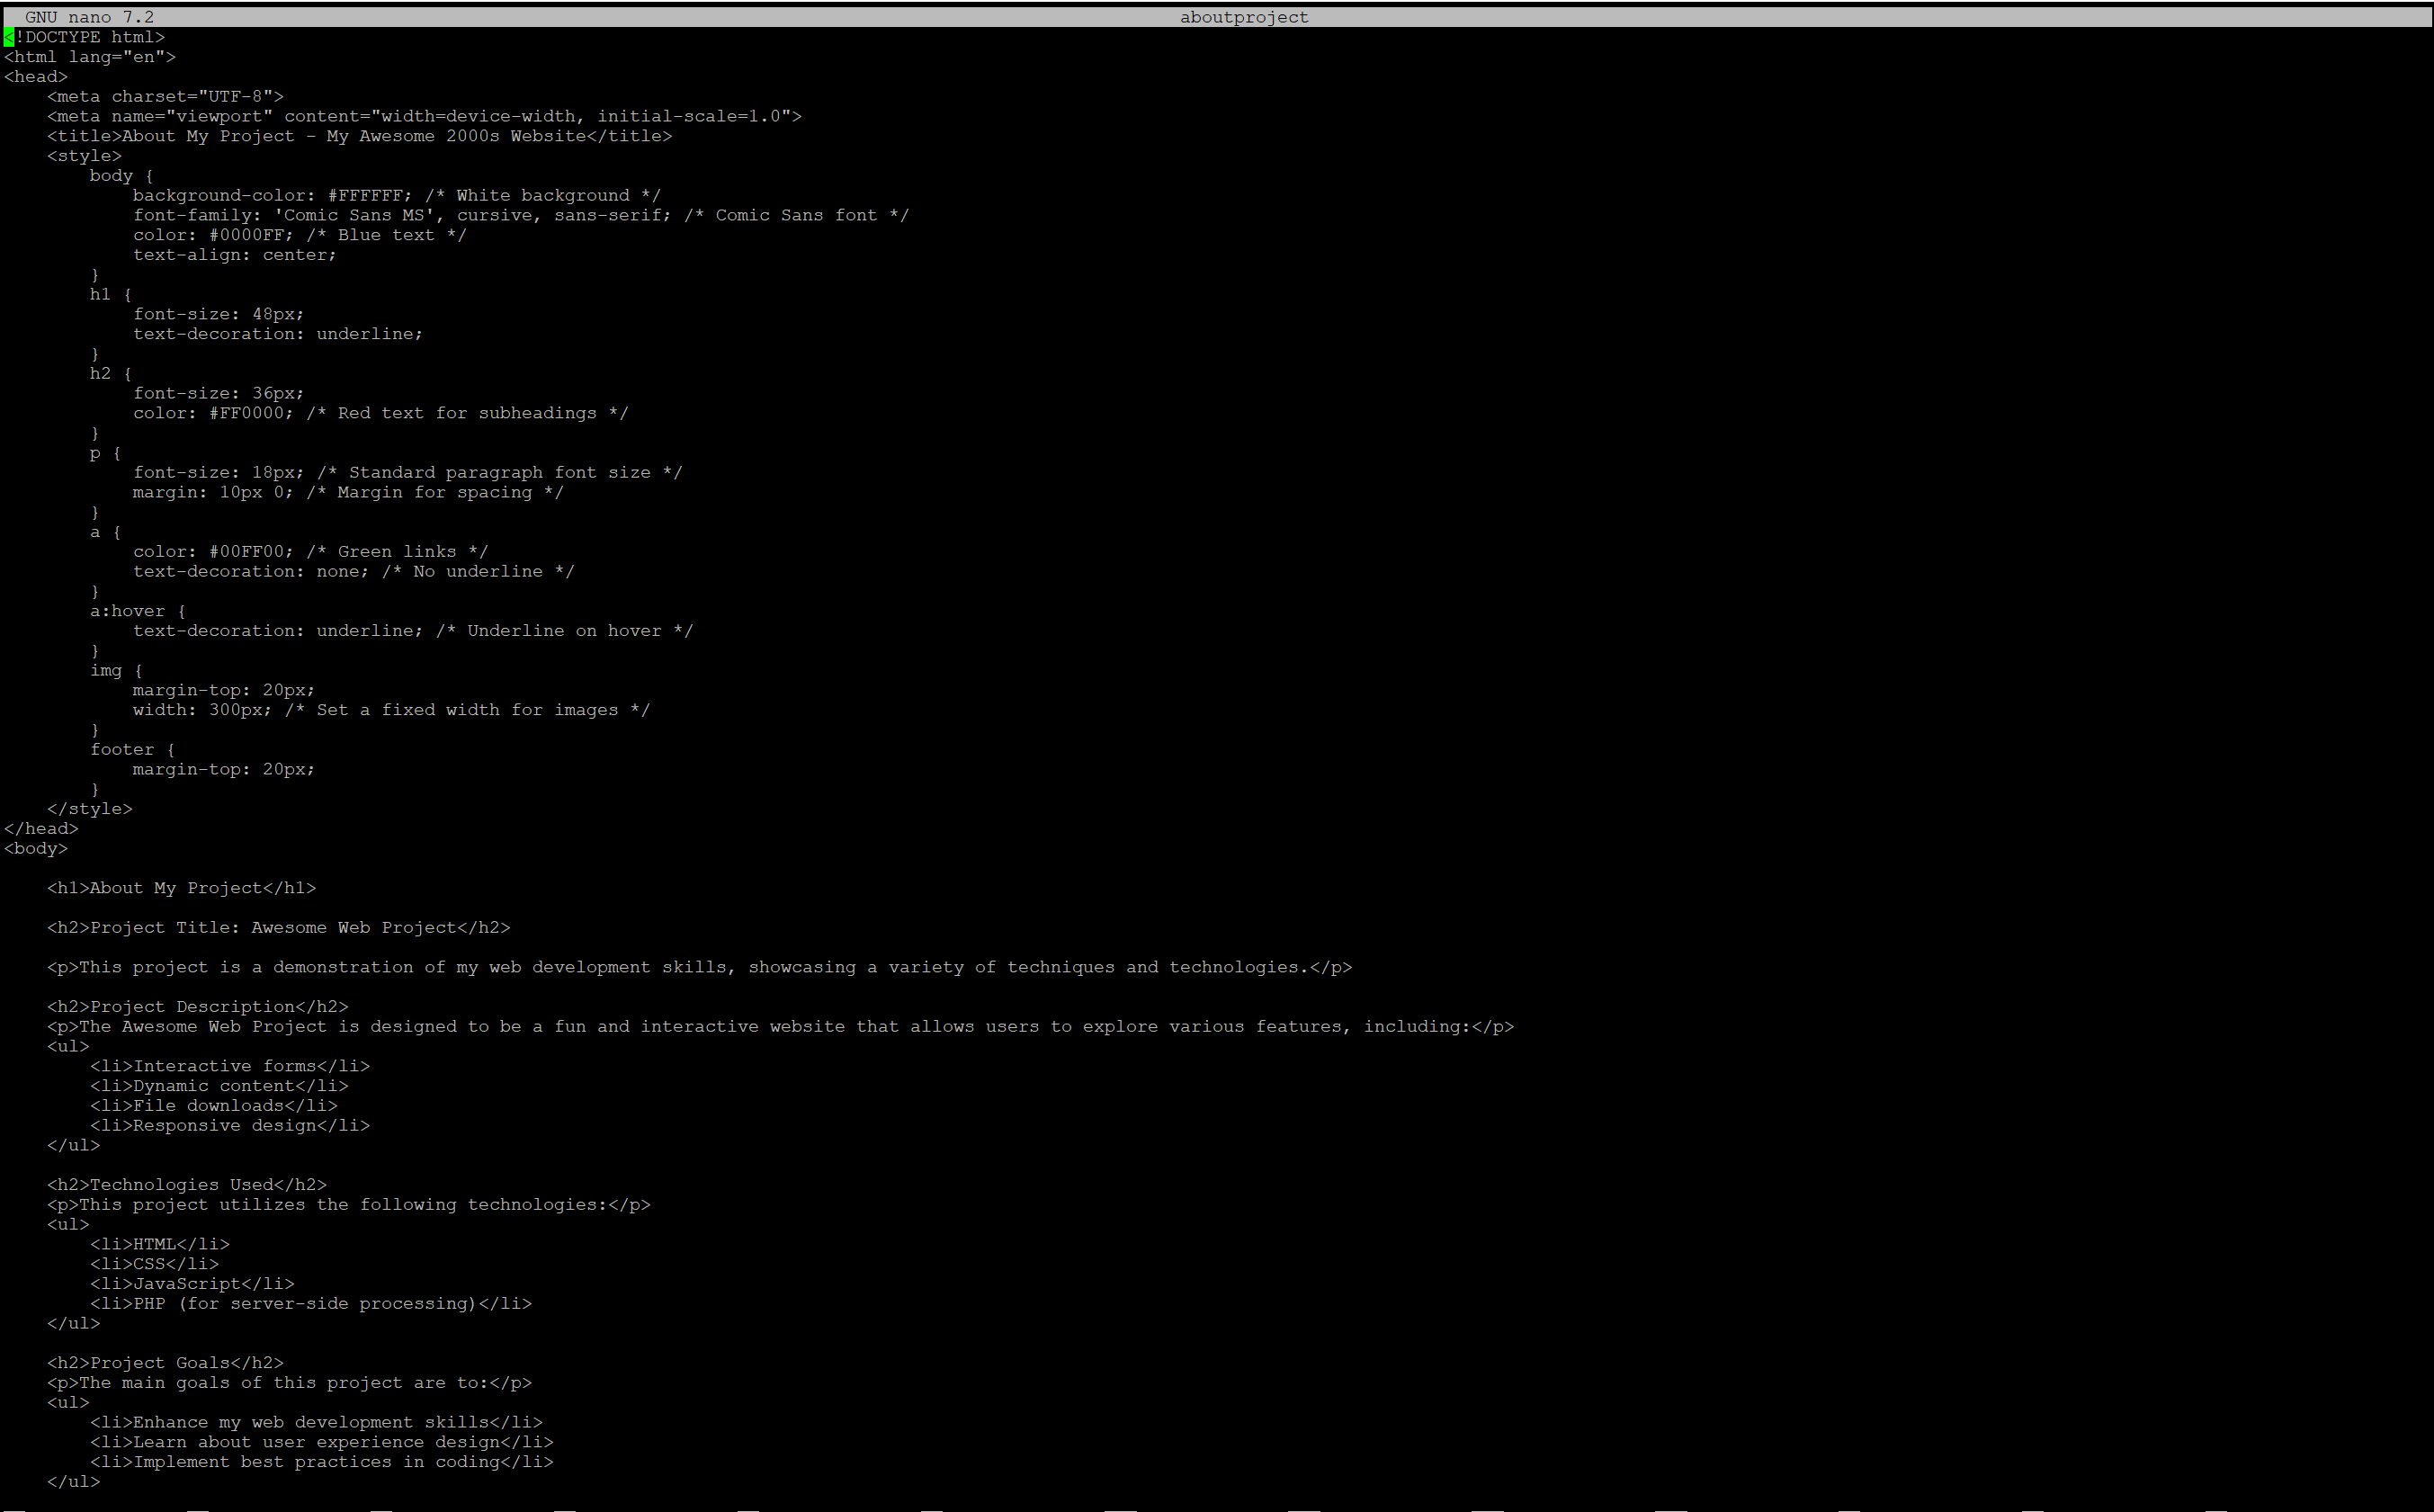 GNU nano 7.2 aboutproject
<!DOCTYPE html>
<html lang="en">
<head>
    <meta charset="UTF-8">
    <meta name="viewport" content="width=device-width, initial-scale=1.0">
    <title>About My Project - My Awesome 2000s Website</title>
    <style>
        body {
            background-color: #FFFFFF; /* White background */
            font-family: 'Comic Sans MS', cursive, sans-serif; /* Comic Sans font */
            color: #0000FF; /* Blue text */
            text-align: center;
        }
        h1 {
            font-size: 48px;
            text-decoration: underline;
        }
        h2 {
            font-size: 36px;
            color: #FF0000; /* Red text for subheadings */
        }
        p {
            font-size: 18px; /* Standard paragraph font size */
            margin: 10px 0; /* Margin for spacing */
        }
        a {
            color: #00FF00; /* Green links */
            text-decoration: none; /* No underline */
        }
        a:hover {
            text-decoration: underline; /* Underline on hover */
        }
        img {
            margin-top: 20px;
            width: 300px; /* Set a fixed width for images */
        }
        footer {
            margin-top: 20px;
        }
    </style>
</head>
<body>

    <h1>About My Project</h1>

    <h2>Project Title: Awesome Web Project</h2>

    <p>This project is a demonstration of my web development skills, showcasing a variety of techniques and technologies.</p>

    <h2>Project Description</h2>
    <p>The Awesome Web Project is designed to be a fun and interactive website that allows users to explore various features, including:</p>
    <ul>
        <li>Interactive forms</li>
        <li>Dynamic content</li>
        <li>File downloads</li>
        <li>Responsive design</li>
    </ul>

    <h2>Technologies Used</h2>
    <p>This project utilizes the following technologies:</p>
    <ul>
        <li>HTML</li>
        <li>CSS</li>
        <li>JavaScript</li>
        <li>PHP (for server-side processing)</li>
    </ul>

    <h2>Project Goals</h2>
    <p>The main goals of this project are to:</p>
    <ul>
        <li>Enhance my web development skills</li>
        <li>Learn about user experience design</li>
        <li>Implement best practices in coding</li>
    </ul>